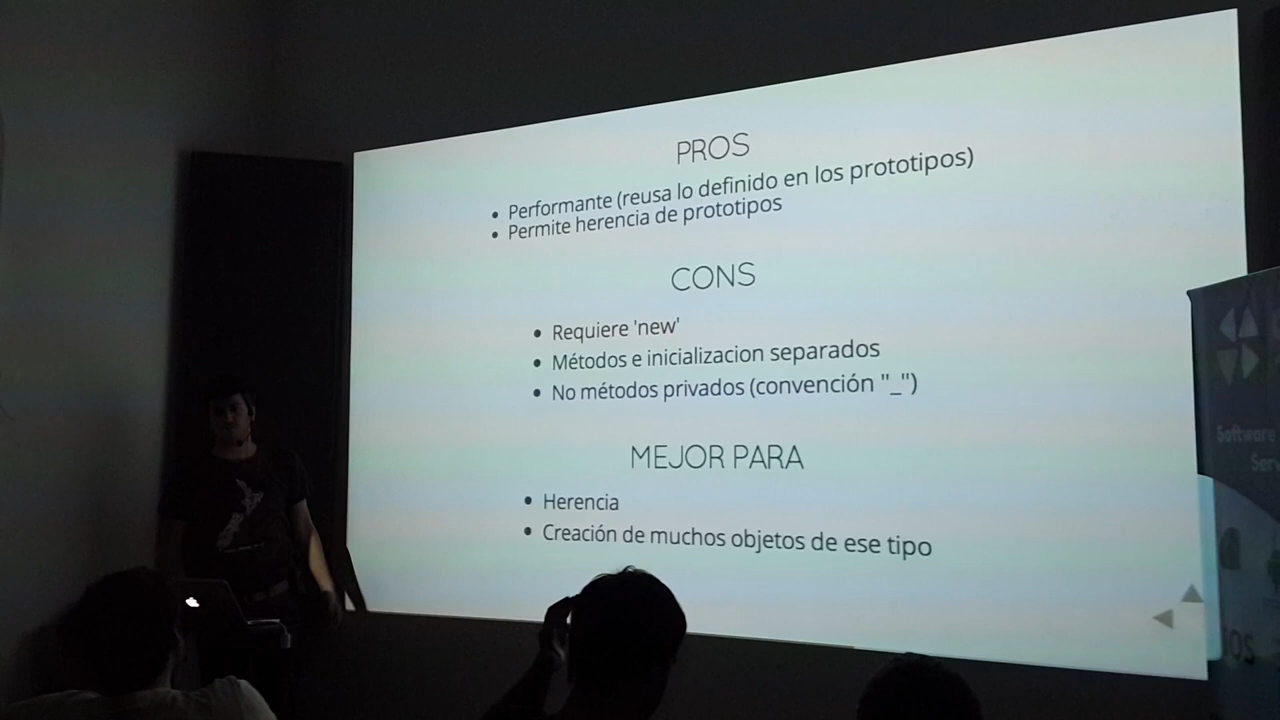 PROS
• Performante (reusa lo definido en los prototipos)
• Permite herencia de prototipos
CONS
• Requiere 'new'
• Métodos e inicializacion separados
• No métodos privados (convención "_")
MEJOR PARA
• Herencia
• Creación de muchos objetos de ese tipo
Software